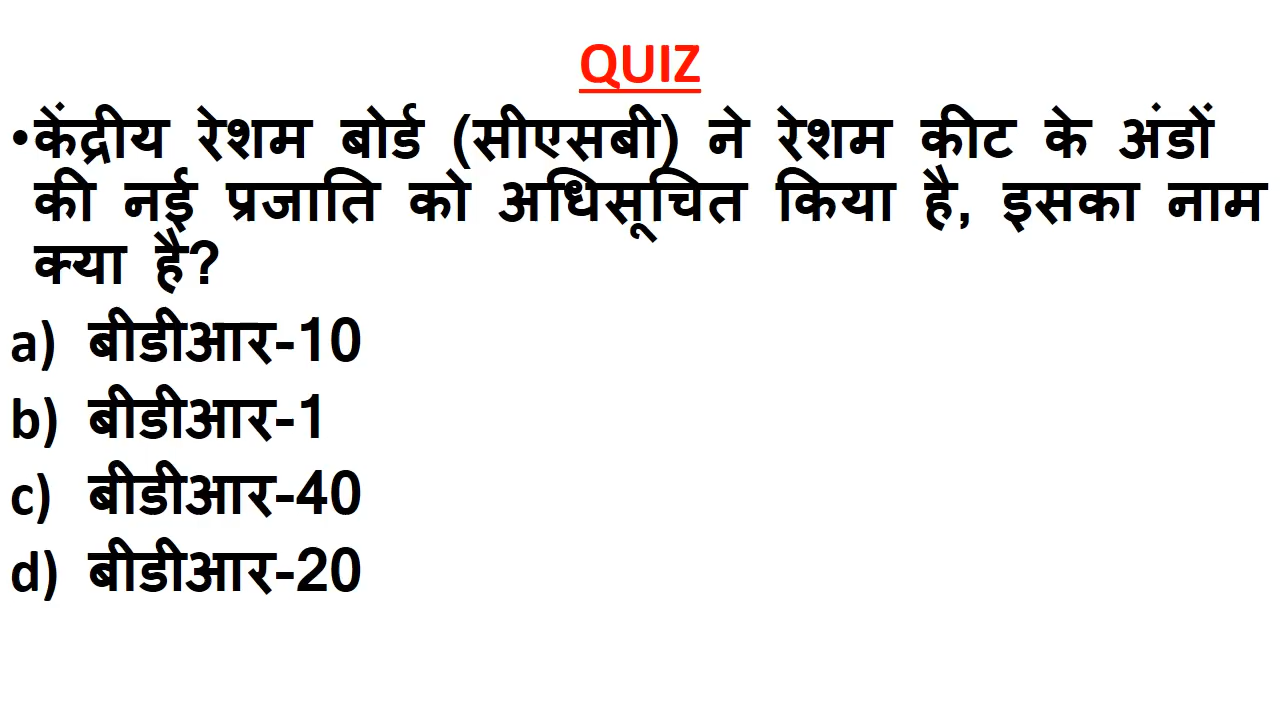 QUIZ
•केंद्रीय रेशम बोर्ड (सीएसबी) ने रेशम कीट के अंडों
की नई प्रजाति को अधिसूचित किया है, इसका नाम
क्या है?
a) बीडीआर-10
b) बीडीआर-1
c) बीडीआर-40
d) बीडीआर-20